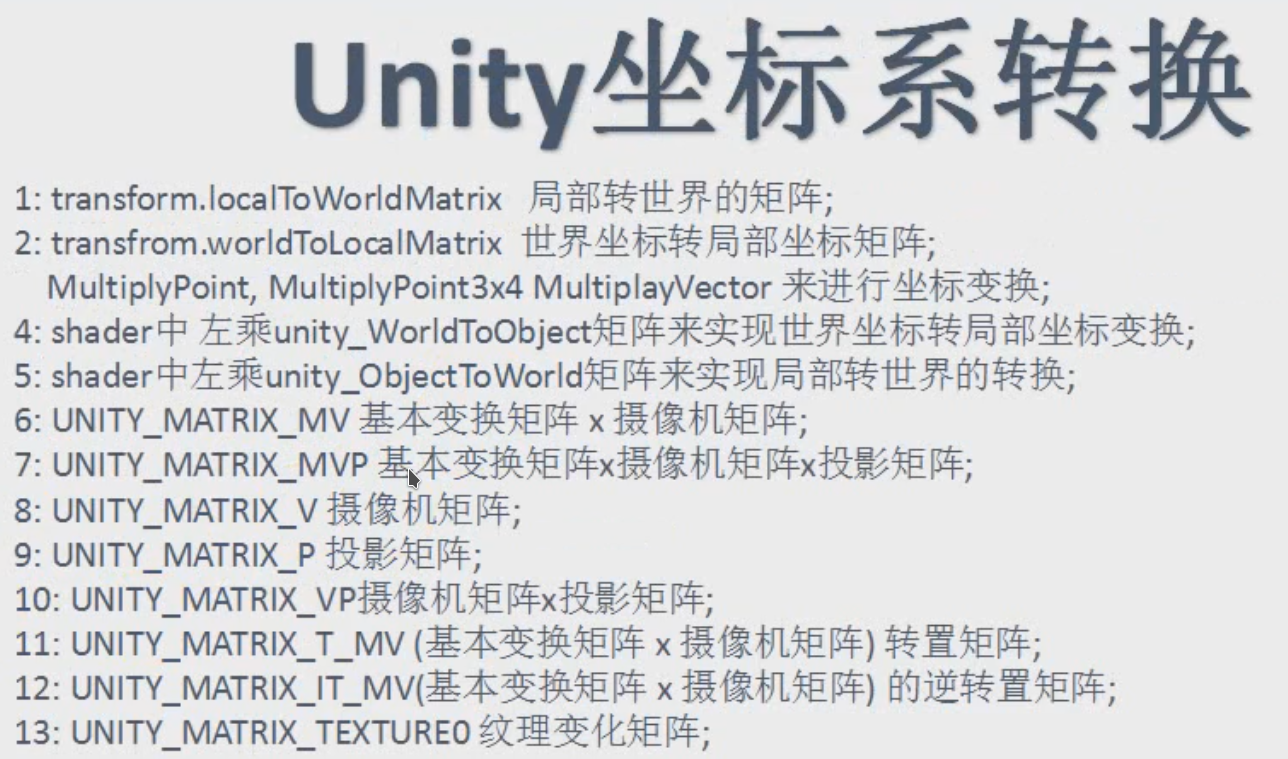 Unity坐标系转换
1: transform.localToWorldMatrix 局部转世界的矩阵;
2: transfrom.worldToLocalMatrix 世界坐标转局部坐标矩阵;
MultiplyPoint, MultiplyPoint3x4 MultiplayVector 来进行坐标变换;
4: shader中 左乘unity_WorldToObject矩阵来实现世界坐标转局部坐标变换;
5: shader中左乘unity_ObjectToWorld矩阵来实现局部转世界的转换;
6: UNITY_MATRIX_MV 基本变换矩阵 x 摄像机矩阵;
7: UNITY_MATRIX_MVP 基本变换矩阵x摄像机矩阵x投影矩阵;
8: UNITY_MATRIX_V 摄像机矩阵;
9: UNITY_MATRIX_P 投影矩阵;
10: UNITY_MATRIX_VP摄像机矩阵x投影矩阵;
11: UNITY_MATRIX_T_MV (基本变换矩阵 x 摄像机矩阵) 转置矩阵;
12: UNITY_MATRIX_IT_MV(基本变换矩阵 x 摄像机矩阵) 的逆转置矩阵;
13: UNITY_MATRIX_TEXTURE0 纹理变化矩阵;